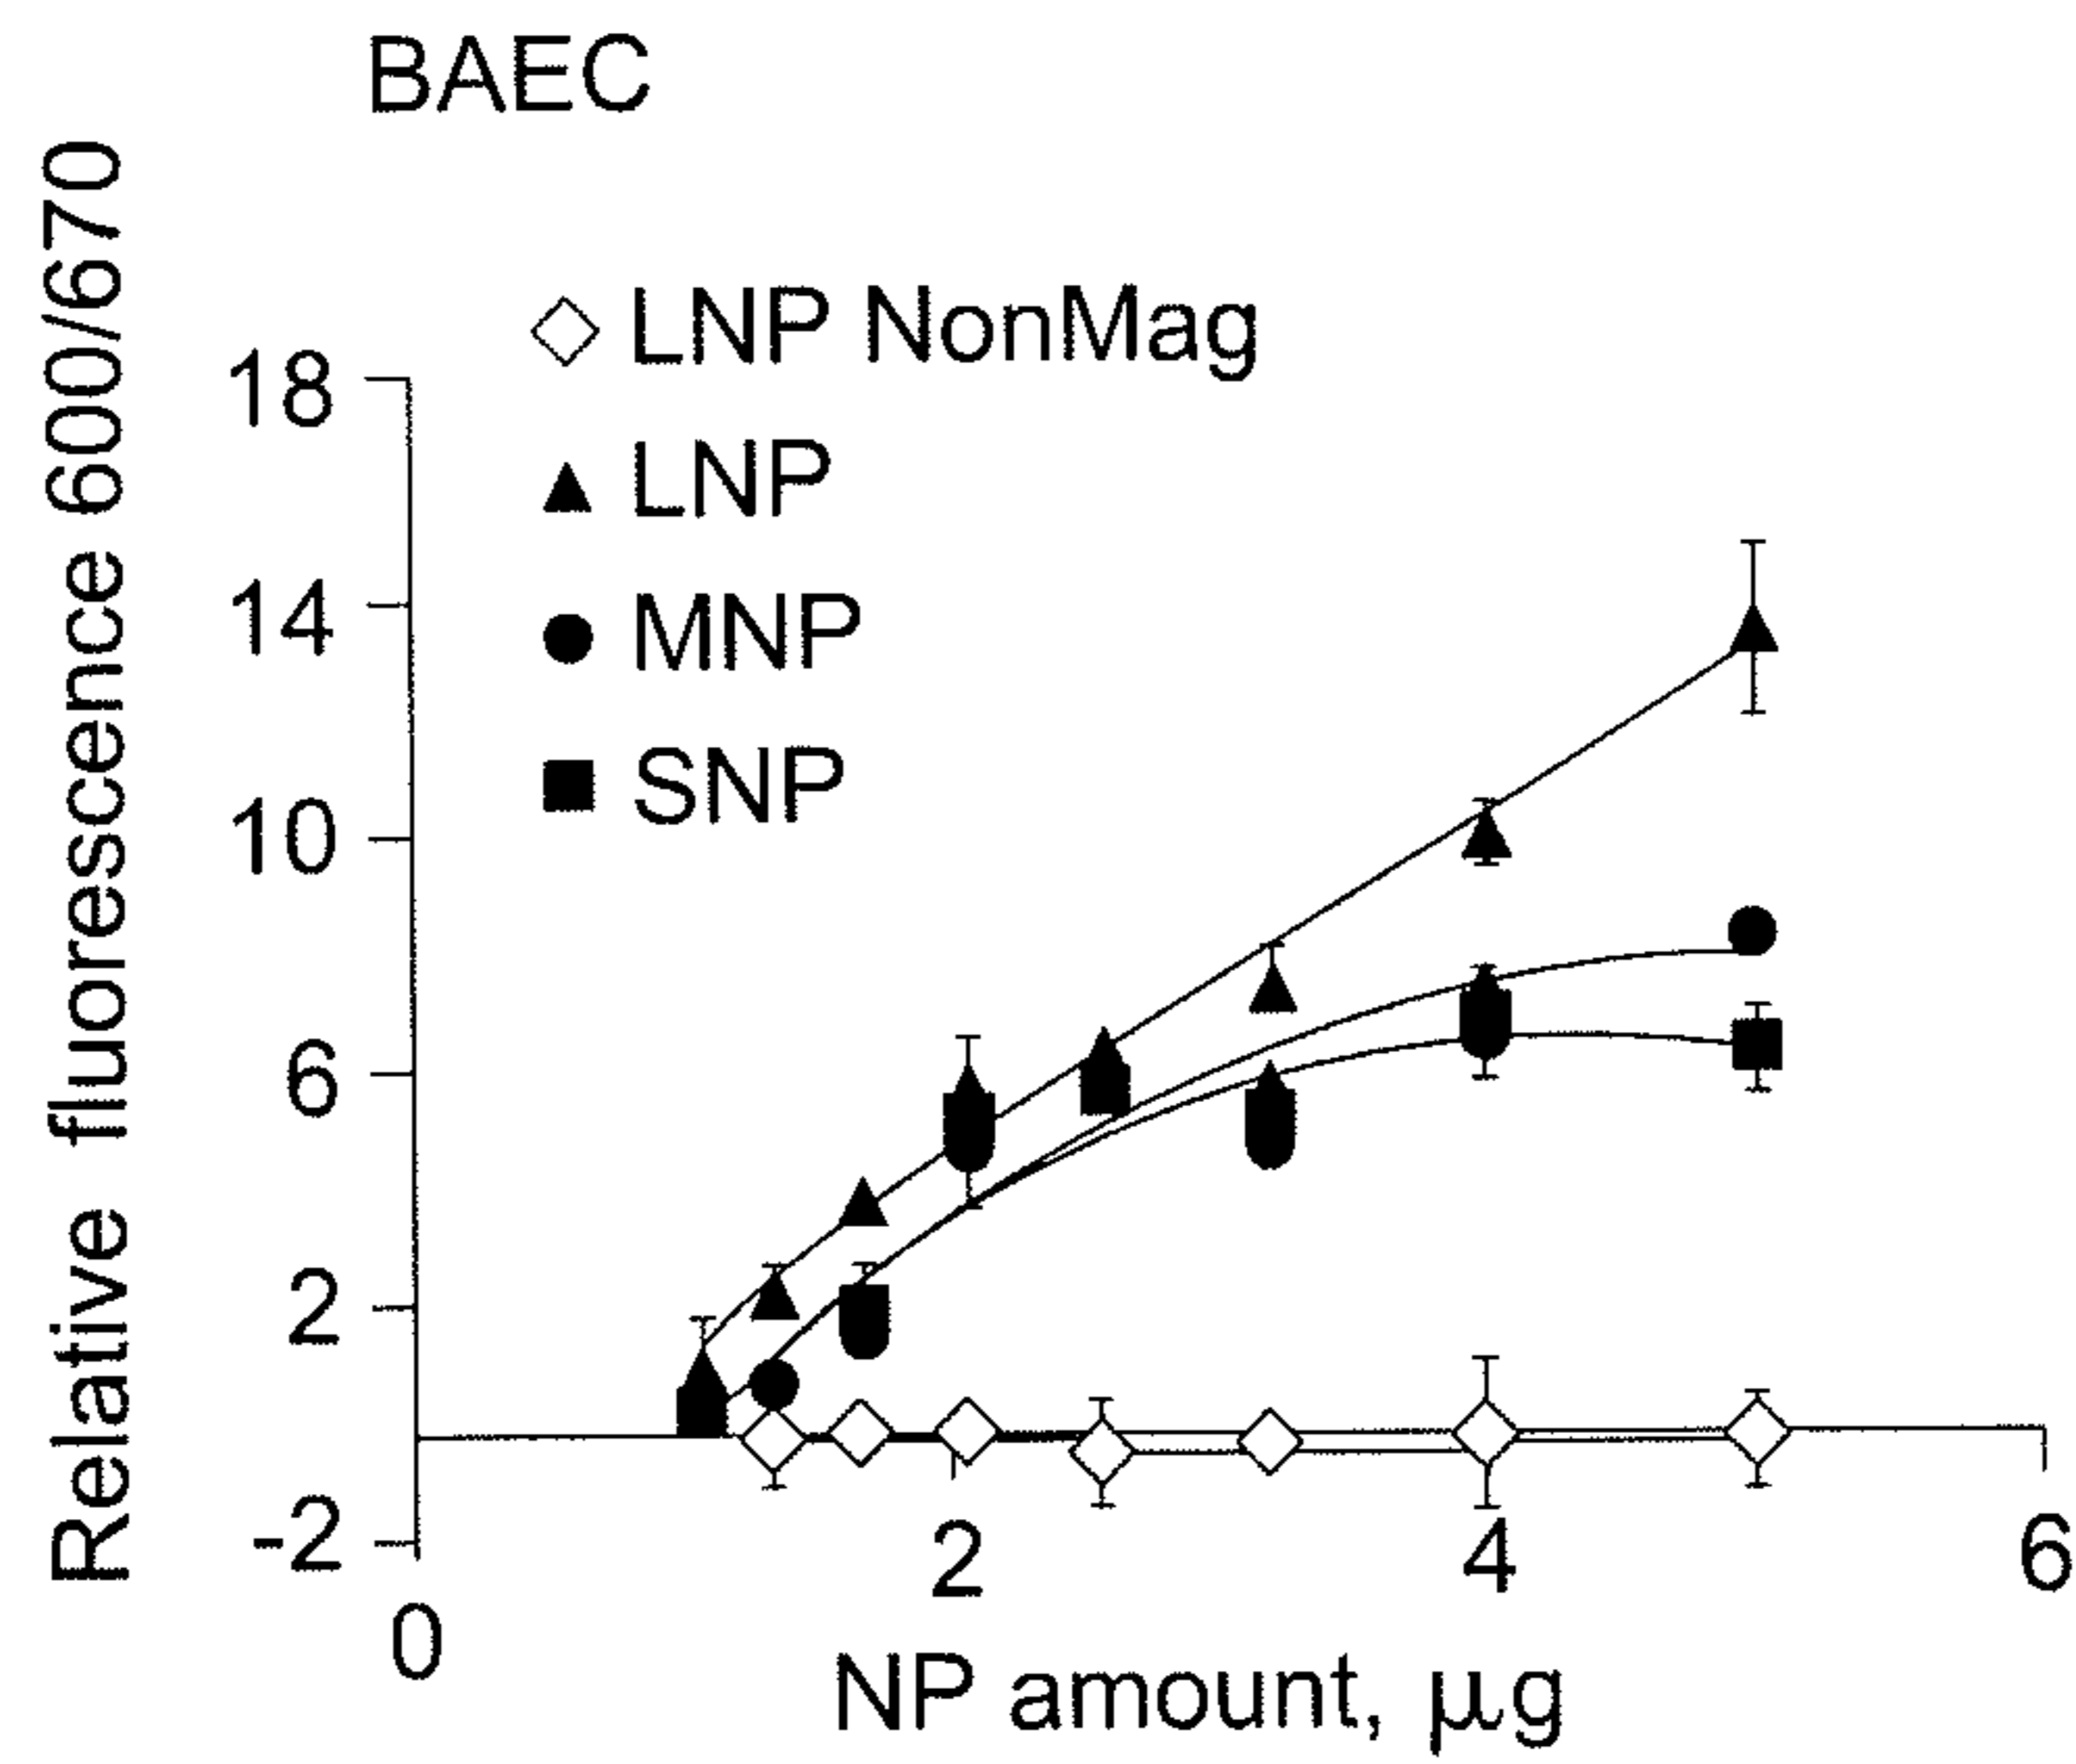 BAEC
Relative fluorescence 600/670
LNP NonMag
LNP
MNP
SNP
18
14
10
6
2
-2
0
2
4
6
NP amount, µg